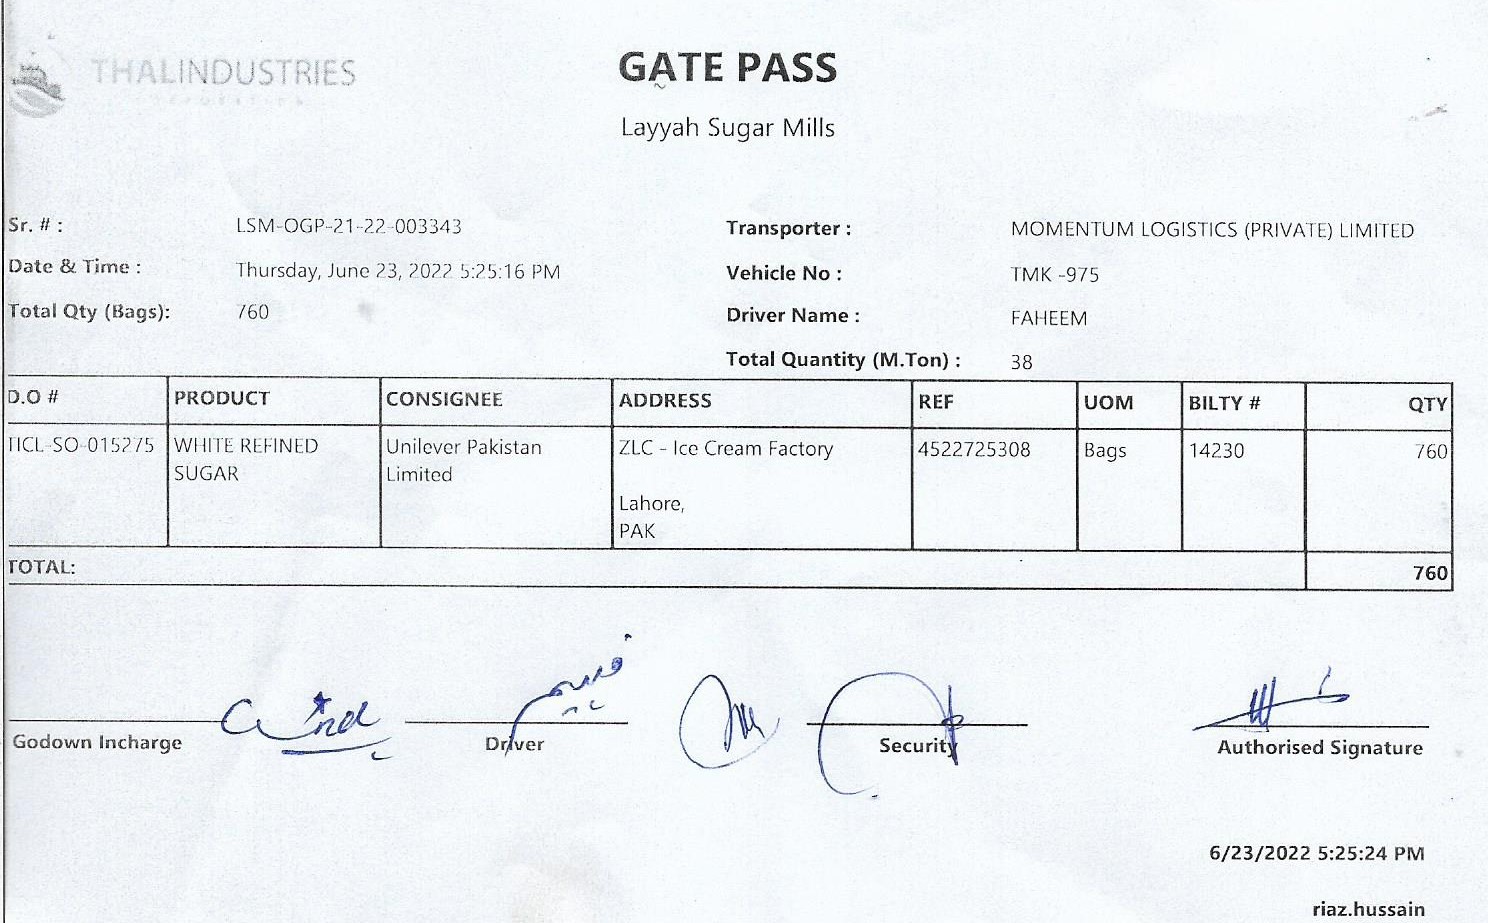 THALINDUSTRIES
CORPORATION
GATE PASS
Layyah Sugar Mills
Sr. # : LSM-OGP-21-22-003343
Transporter : MOMENTUM LOGISTICS (PRIVATE) LIMITED
Date & Time : Thursday, June 23, 2022 5:25:16 PM
Vehicle No : TMK -975
Total Qty (Bags): 760
Driver Name : FAHEEM
Total Quantity (M.Ton) : 38
D.O # PRODUCT CONSIGNEE ADDRESS REF UOM BILTY # QTY
TICL-SO-015275 WHITE REFINED Unilever Pakistan ZLC - Ice Cream Factory 4522725308 Bags 14230 760
SUGAR Limited
Lahore,
PAK
TOTAL: 760
فہیم
Godown Incharge Driver Security Authorised Signature
6/23/2022 5:25:24 PM
riaz.hussain